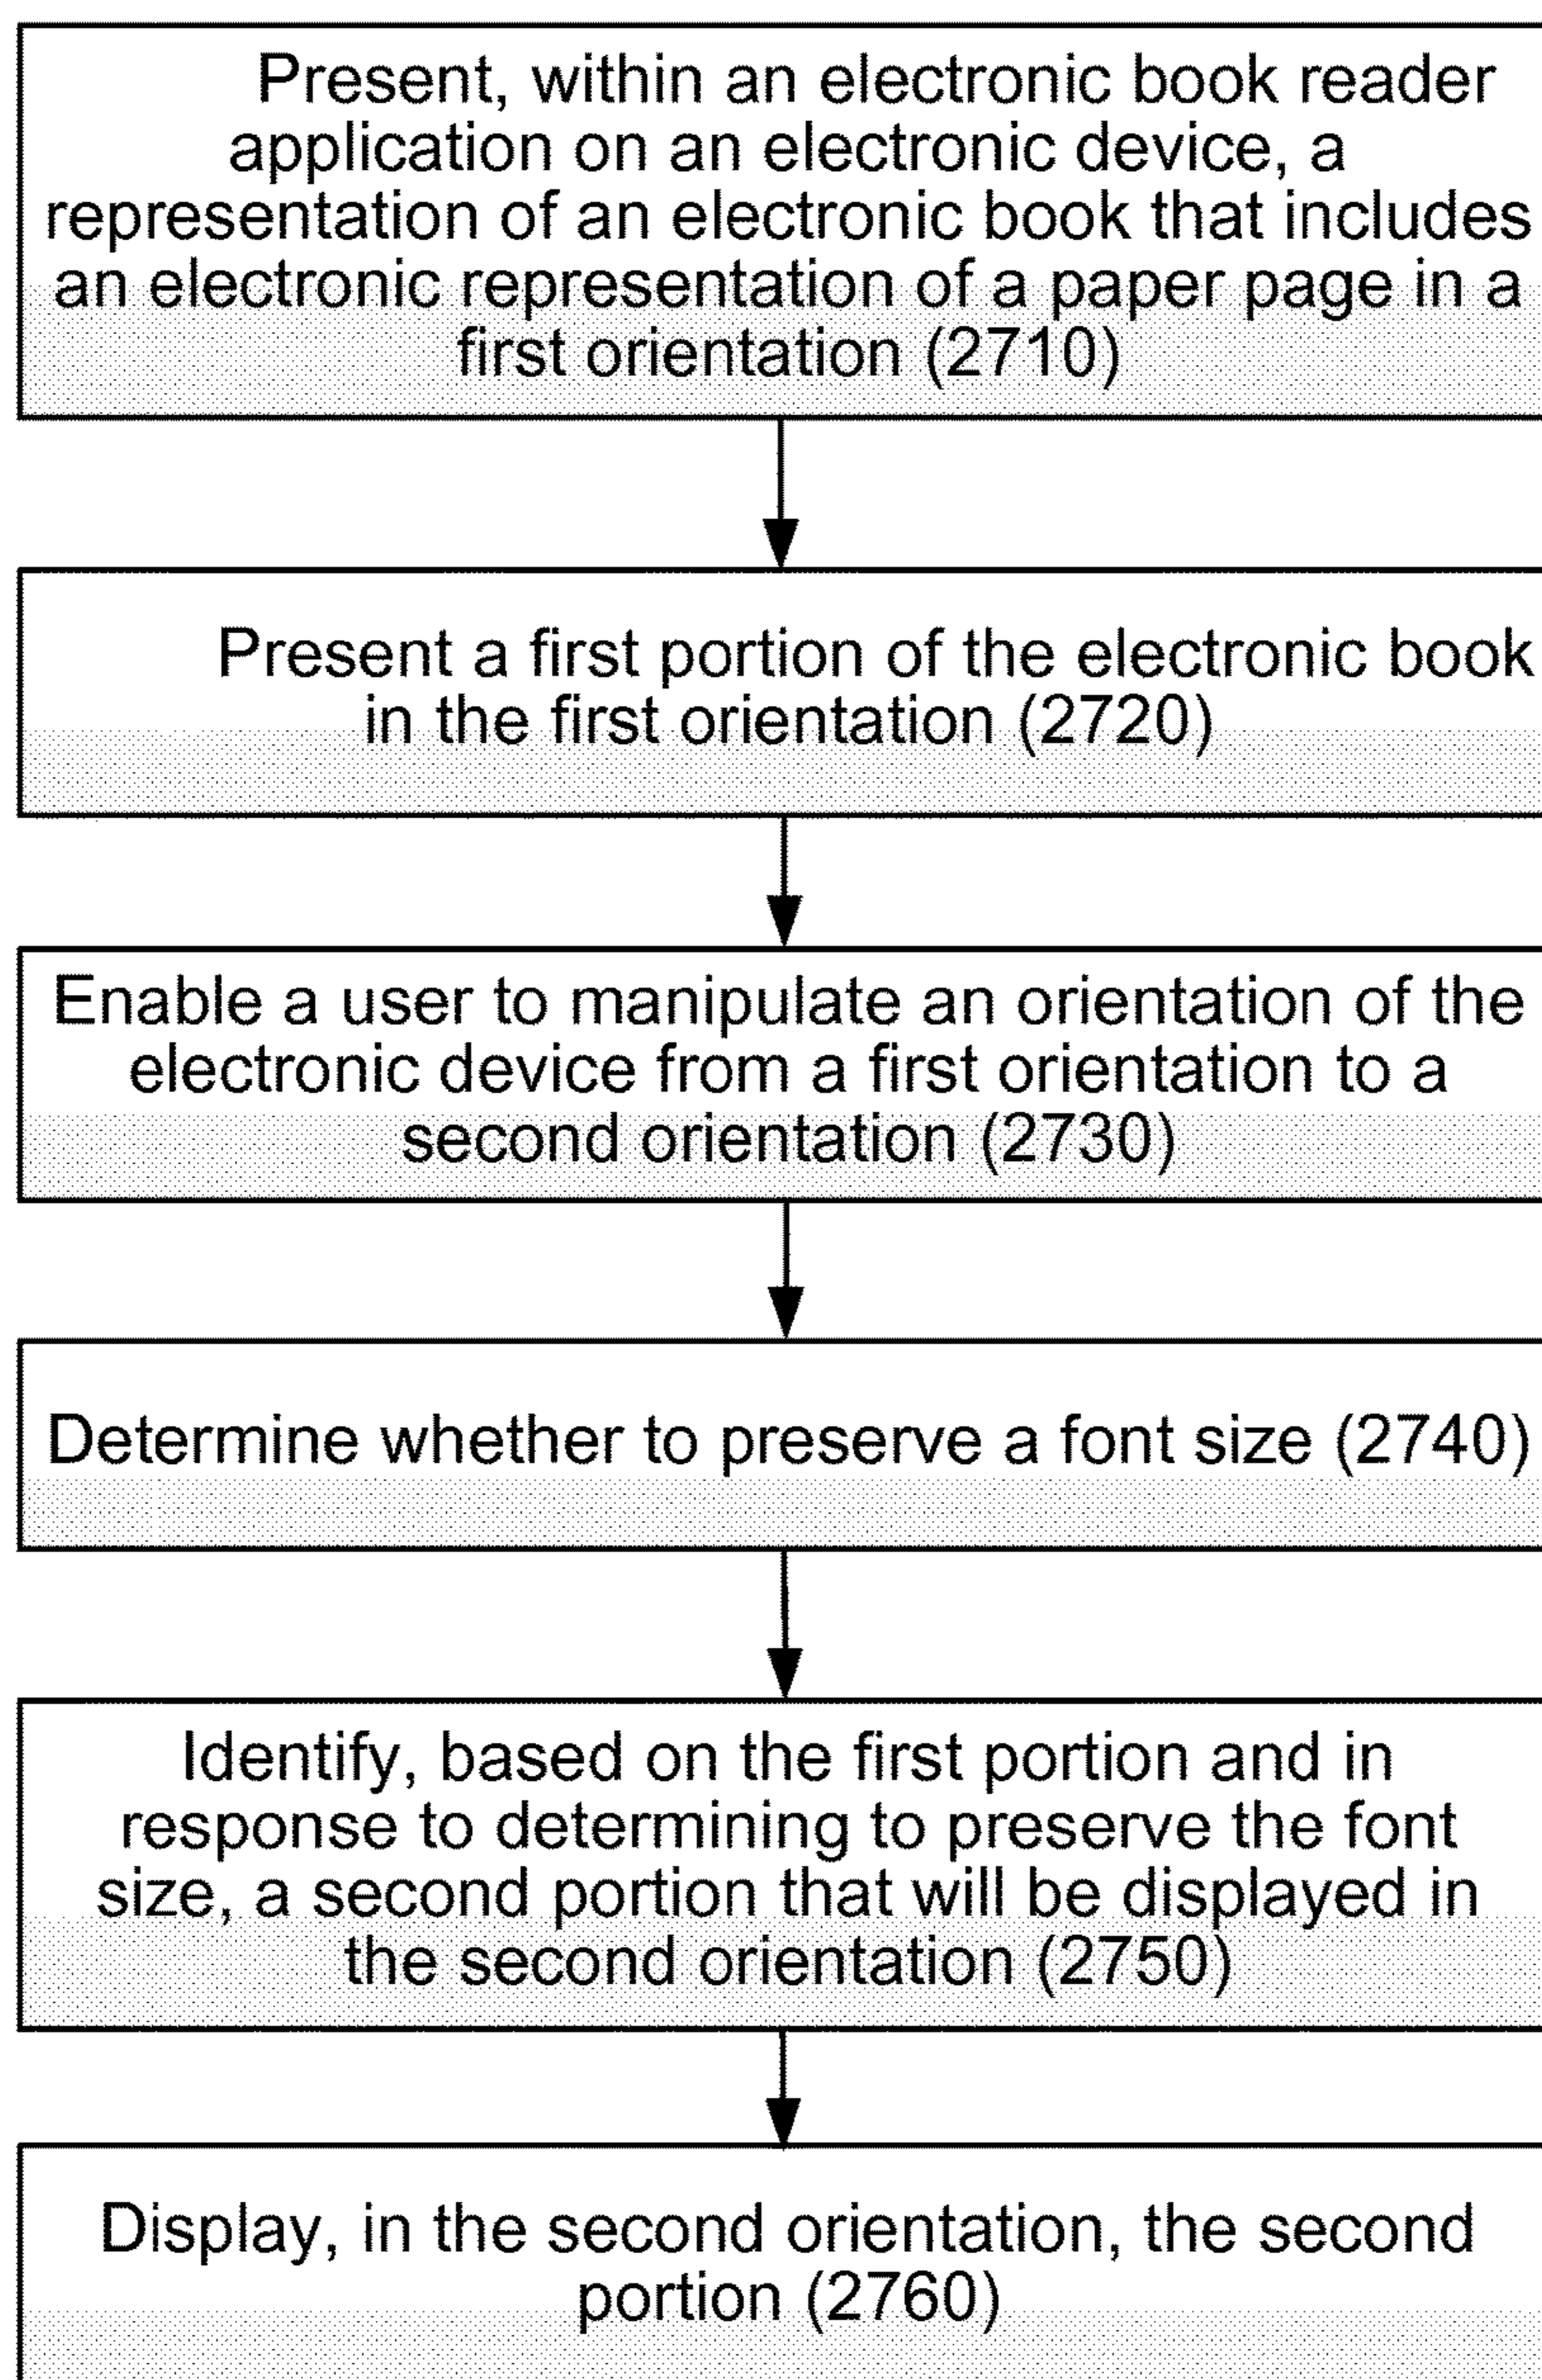 Present, within an electronic book reader
application on an electronic device, a
representation of an electronic book that includes
an electronic representation of a paper page in a
first orientation (2710)
Present a first portion of the electronic book
in the first orientation (2720)
Enable a user to manipulate an orientation of the
electronic device from a first orientation to a
second orientation (2730)
Determine whether to preserve a font size (2740)
Identify, based on the first portion and in
response to determining to preserve the font
size, a second portion that will be displayed in
the second orientation (2750)
Display, in the second orientation, the second
portion (2760)